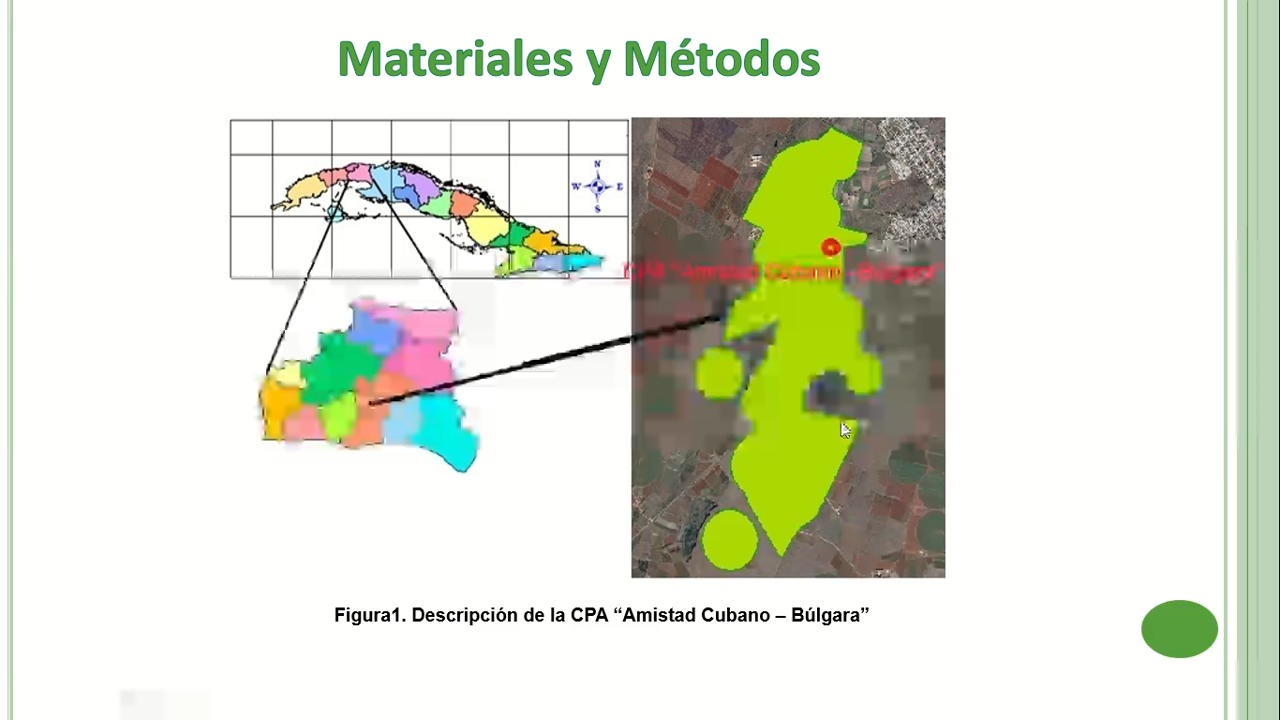 Materiales y Métodos
N
W E
S
CPA "Amistad Cubano - Búlgara"
Figura1. Descripción de la CPA “Amistad Cubano – Búlgara”